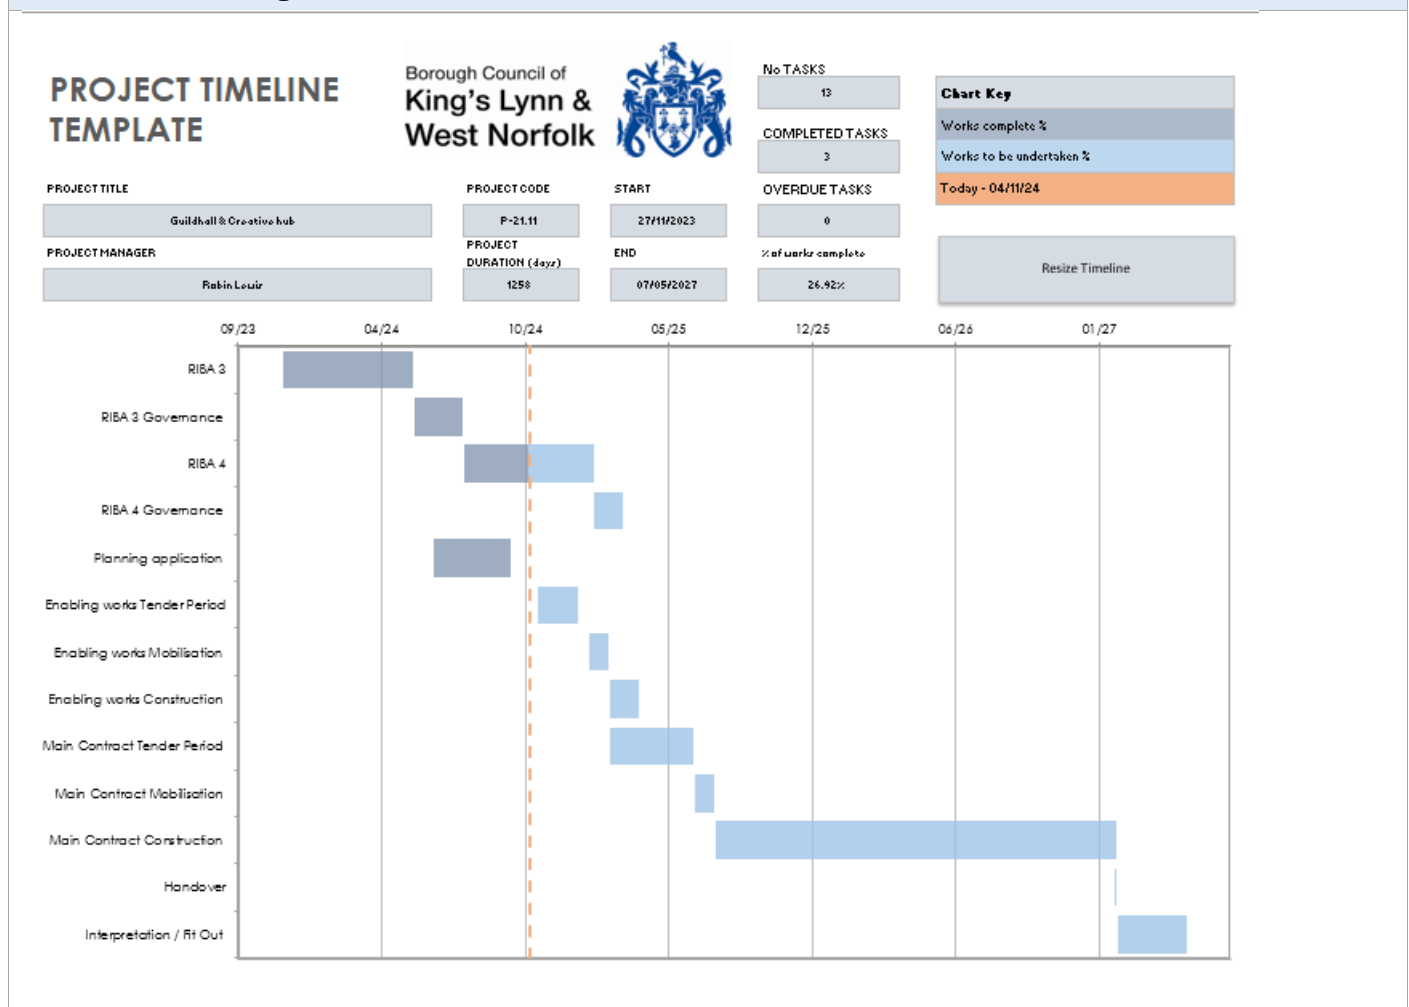 PROJECT TIMELINE
TEMPLATE
Borough Council of
King's Lynn &
West Norfolk
No TASKS
13
COMPLETED TASKS
3
OVERDUE TASKS
0
% of works complete
26.92%
Chart Key
Works complete %
Works to be undertaken %
Today - 04/11/24
Resize Timeline
PROJECT TITLE
Guildhall & Creative hub
PROJECT CODE
P-21.11
START
27/11/2023
PROJECT MANAGER
Robin Lewis
PROJECT
DURATION (days)
1258
END
07/05/2027
09/23 04/24 10/24 05/25 12/25 06/26 01/27
RIBA 3
RIBA 3 Governance
RIBA 4
RIBA 4 Governance
Planning application
Enabling works Tender Period
Enabling works Mobilisation
Enabling works Construction
Main Contract Tender Period
Main Contract Mobilisation
Main Contract Construction
Handover
Interpretation / Fit Out